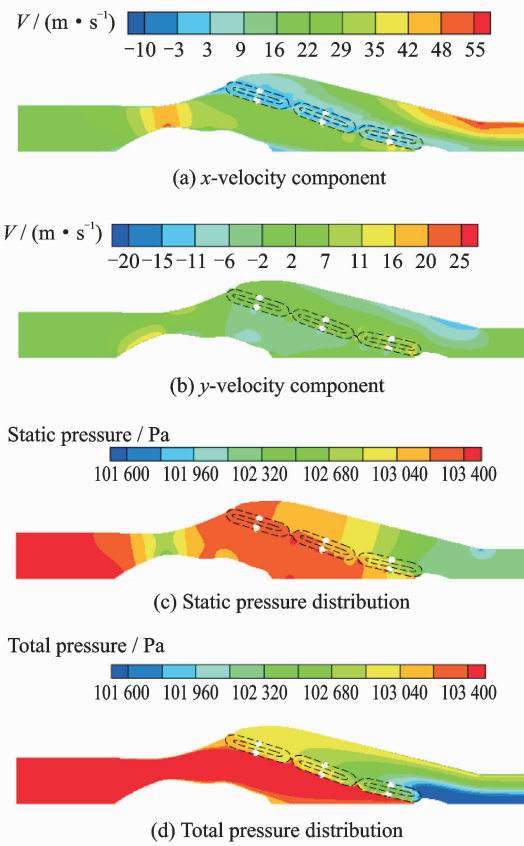 V / (m · s⁻¹)
−10 −3 3 9 16 22 29 35 42 48 55
(a) x-velocity component
V / (m · s⁻¹)
−20 −15 −11 −6 −2 2 7 11 16 20 25
(b) y-velocity component
Static pressure / Pa
101 600 101 960 102 320 102 680 103 040 103 400
(c) Static pressure distribution
Total pressure / Pa
101 600 101 960 102 320 102 680 103 040 103 400
(d) Total pressure distribution